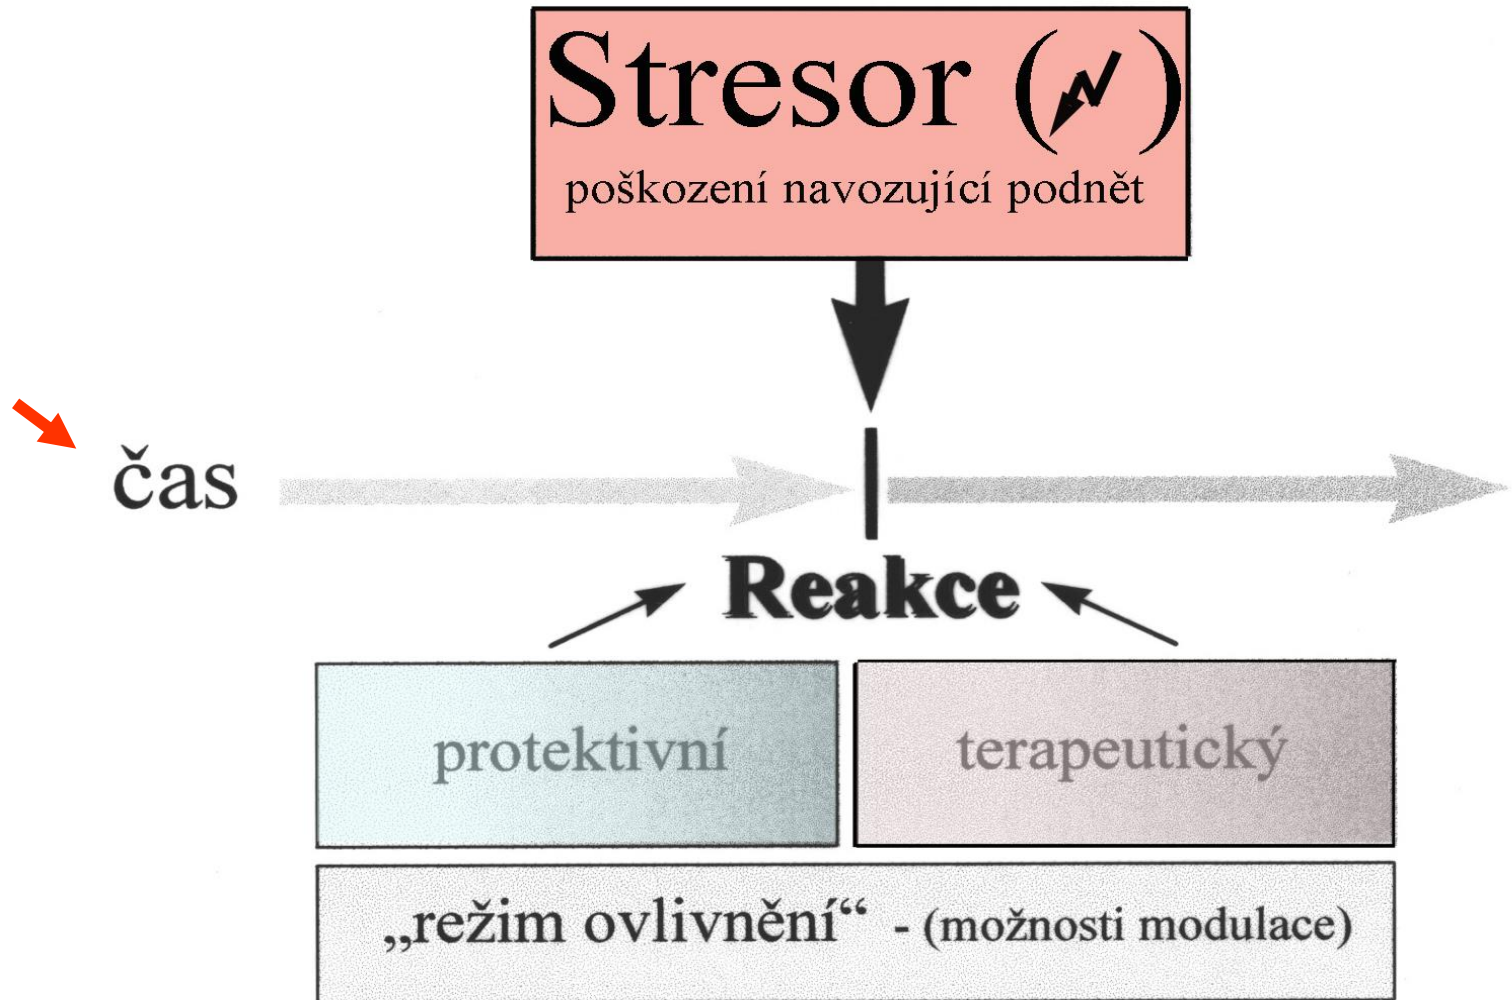 Stresor ( )
poškození navozující podnět
čas
Reakce
protektivní
terapeutický
„režim ovlivnění“ - (možnosti modulace)